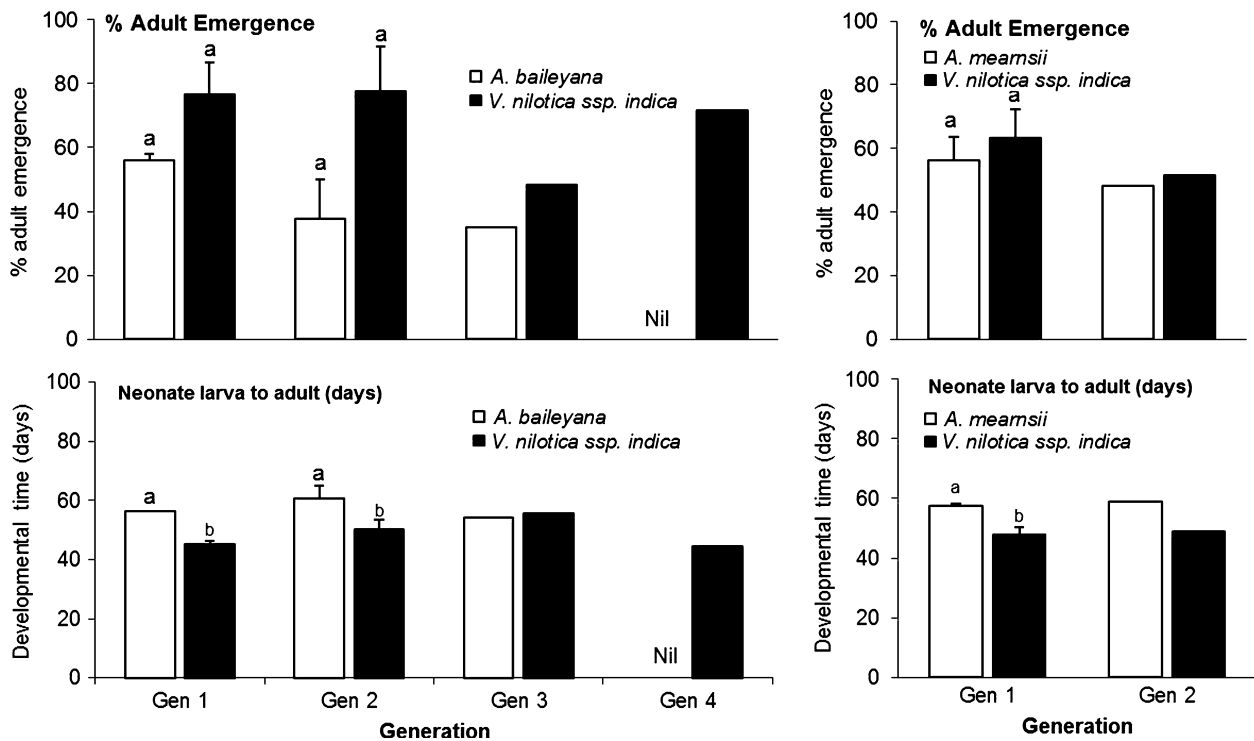 % Adult Emergence
A. baileyana
V. nilotica ssp. indica
% adult emergence
100
80
60
40
20
0
a
a
a
a
Nil
% Adult Emergence
A. mearnsii
V. nilotica ssp. indica
% adult emergence
100
80
60
40
20
0
a
a
Neonate larva to adult (days)
A. baileyana
V. nilotica ssp. indica
Developmental time (days)
100
80
60
40
20
0
a
b
a
b
Nil
Gen 1
Gen 2
Gen 3
Gen 4
Generation
Neonate larva to adult (days)
A. mearnsii
V. nilotica ssp. indica
Developmental time (days)
100
80
60
40
20
0
a
b
Gen 1
Gen 2
Generation